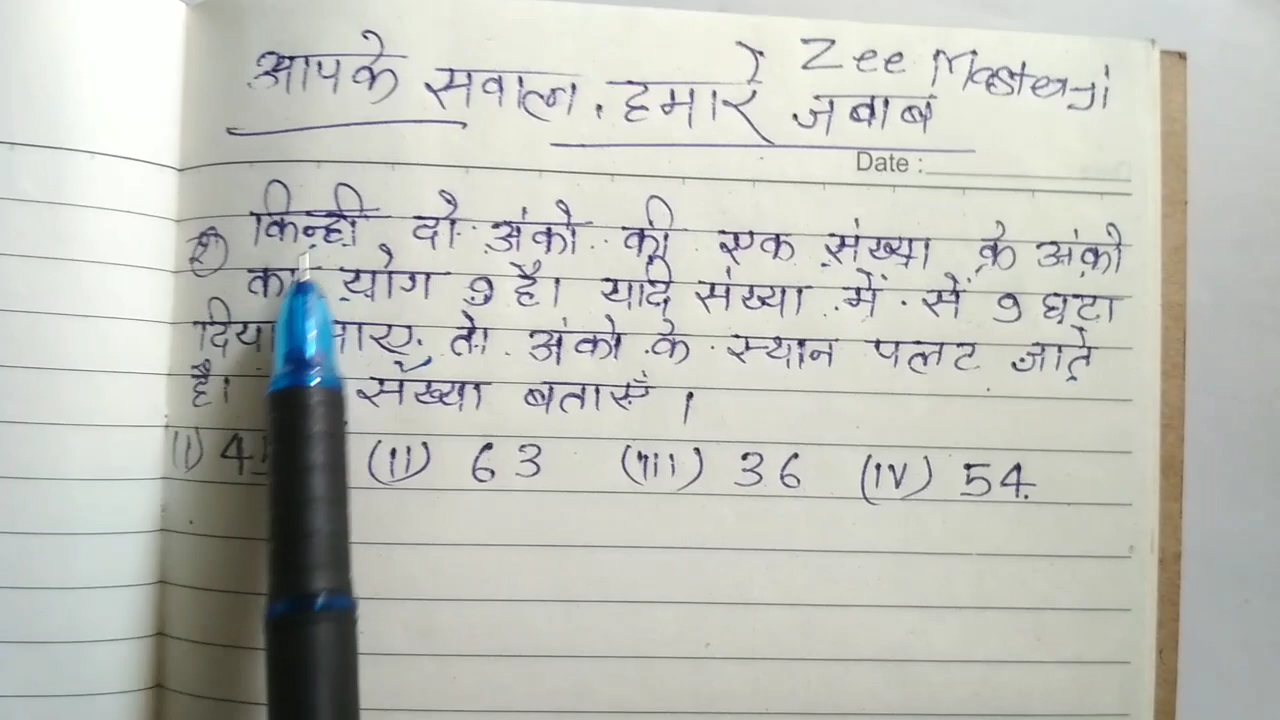 Zee Masterji
आपके सवाल, हमारे जबाब
Date :
किन्ही दो अंको की एक संख्या के अंको
का योग 9 है। यदि संख्या में से 9 घटा
दिया जाए तो अंको के स्थान पलट जाते
है। संख्या बताएँ ।
(I) 4 (II) 63 (III) 36 (IV) 54.